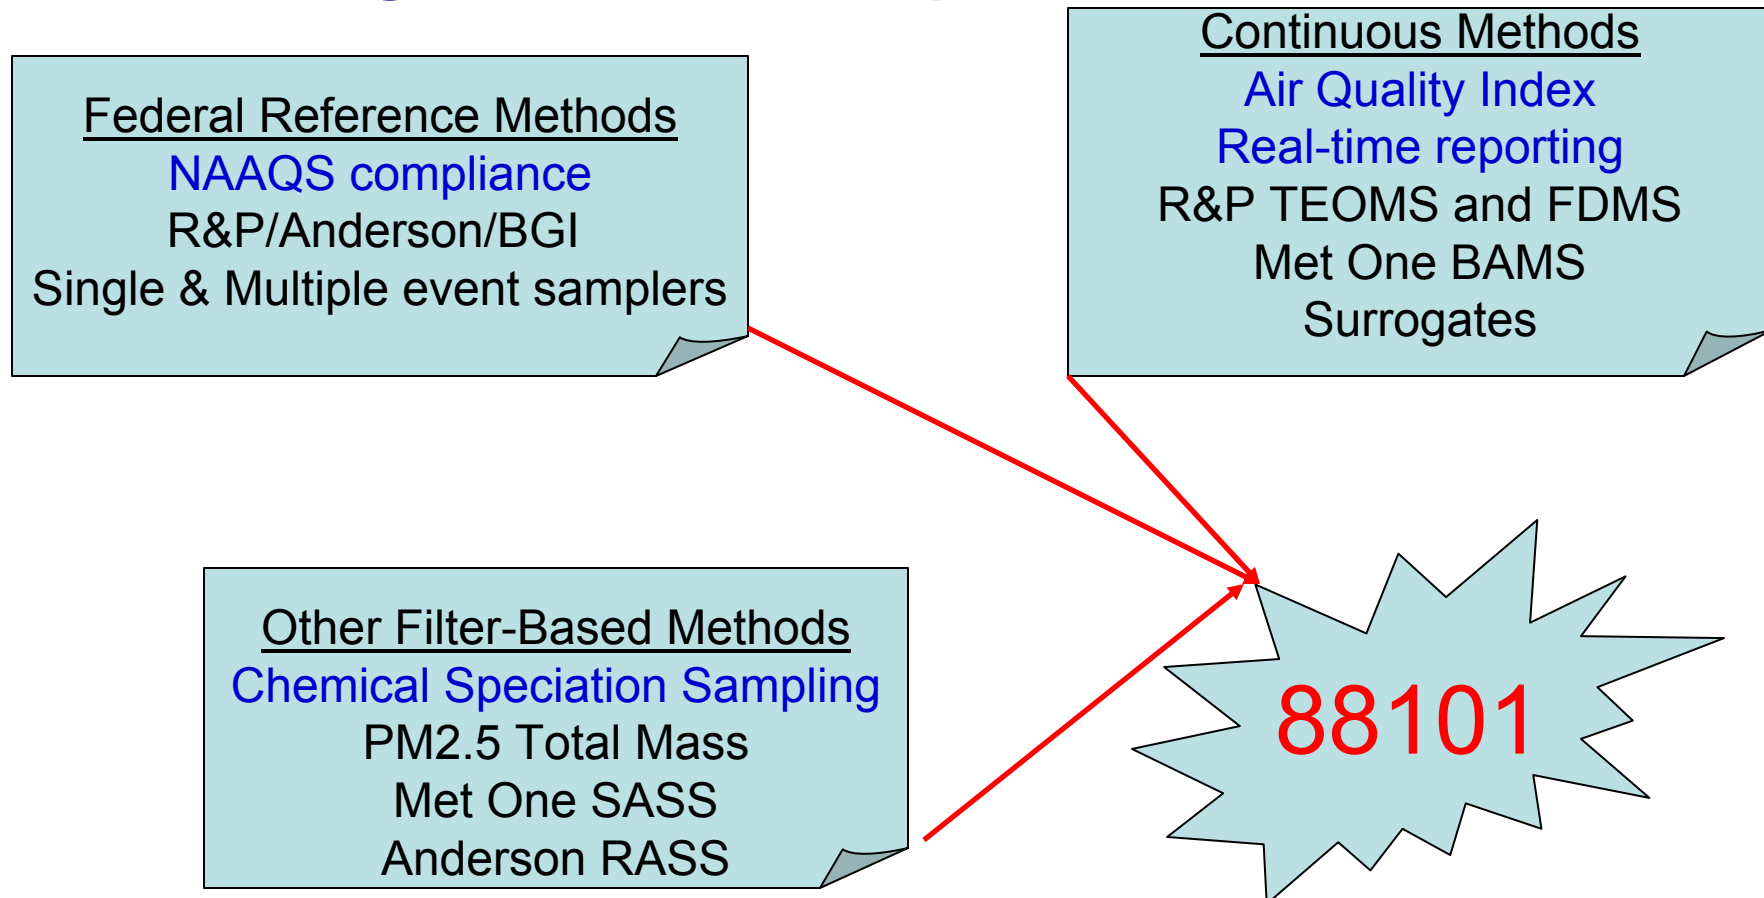 Federal Reference Methods
NAAQS compliance
R&P/Anderson/BGI
Single & Multiple event samplers
Continuous Methods
Air Quality Index
Real-time reporting
R&P TEOMS and FDMS
Met One BAMS
Surrogates
Other Filter-Based Methods
Chemical Speciation Sampling
PM2.5 Total Mass
Met One SASS
Anderson RASS
88101